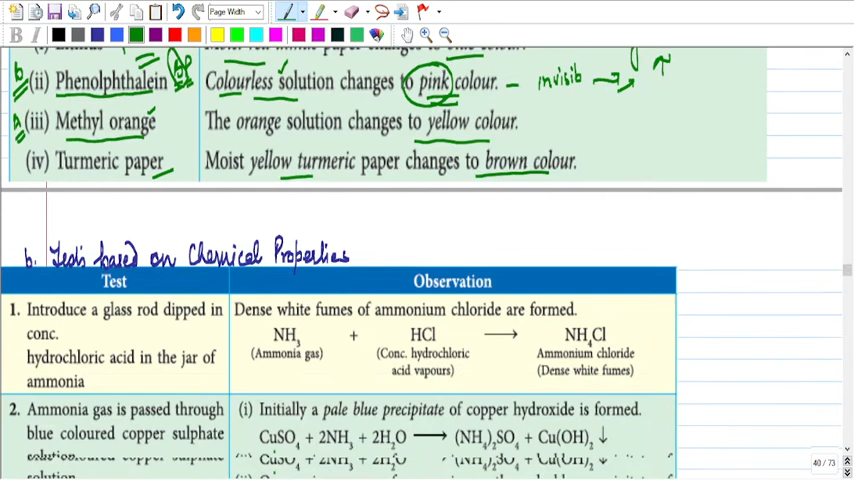 Page Width
B I
(ii) Phenolphthalein Colourless solution changes to pink colour. – invisib
(iii) Methyl orange The orange solution changes to yellow colour.
(iv) Turmeric paper Moist yellow turmeric paper changes to brown colour.
b. Tests based on Chemical Properties
Test Observation
1. Introduce a glass rod dipped in Dense white fumes of ammonium chloride are formed.
conc. NH3 + HCl ⟶ NH4Cl
hydrochloric acid in the jar of (Ammonia gas) (Conc. hydrochloric Ammonium chloride
ammonia acid vapours) (Dense white fumes)
2. Ammonia gas is passed through (i) Initially a pale blue precipitate of copper hydroxide is formed.
blue coloured copper sulphate CuSO4 + 2NH3 + 2H2O ⟶ (NH4)2SO4 + Cu(OH)2 ↓
solution.
40 / 73